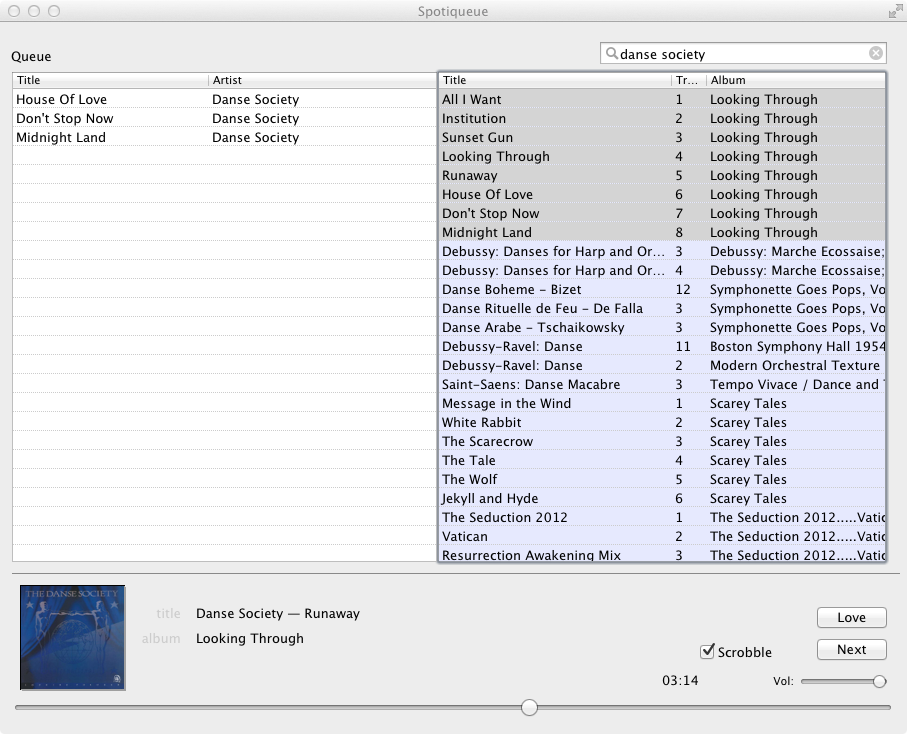 Spotiqueue
Queue
danse society
Title Artist
House Of Love Danse Society
Don't Stop Now Danse Society
Midnight Land Danse Society
Title Tr... Album
All I Want 1 Looking Through
Institution 2 Looking Through
Sunset Gun 3 Looking Through
Looking Through 4 Looking Through
Runaway 5 Looking Through
House Of Love 6 Looking Through
Don't Stop Now 7 Looking Through
Midnight Land 8 Looking Through
Debussy: Danses for Harp and Or... 3 Debussy: Marche Ecossaise;
Debussy: Danses for Harp and Or... 4 Debussy: Marche Ecossaise;
Danse Boheme – Bizet 12 Symphonette Goes Pops, Vo
Danse Rituelle de Feu – De Falla 3 Symphonette Goes Pops, Vo
Danse Arabe – Tschaikowsky 3 Symphonette Goes Pops, Vo
Debussy–Ravel: Danse 11 Boston Symphony Hall 1954
Debussy–Ravel: Danse 2 Modern Orchestral Texture
Saint–Saens: Danse Macabre 3 Tempo Vivace / Dance and
Message in the Wind 1 Scarey Tales
White Rabbit 2 Scarey Tales
The Scarecrow 3 Scarey Tales
The Tale 4 Scarey Tales
The Wolf 5 Scarey Tales
Jekyll and Hyde 6 Scarey Tales
The Seduction 2012 1 The Seduction 2012.....Vatic
Vatican 2 The Seduction 2012.....Vatic
Resurrection Awakening Mix 3 The Seduction 2012.....Vatic
THE DANSE SOCIETY
title Danse Society — Runaway
album Looking Through
Love
Scrobble
Next
03:14
Vol: